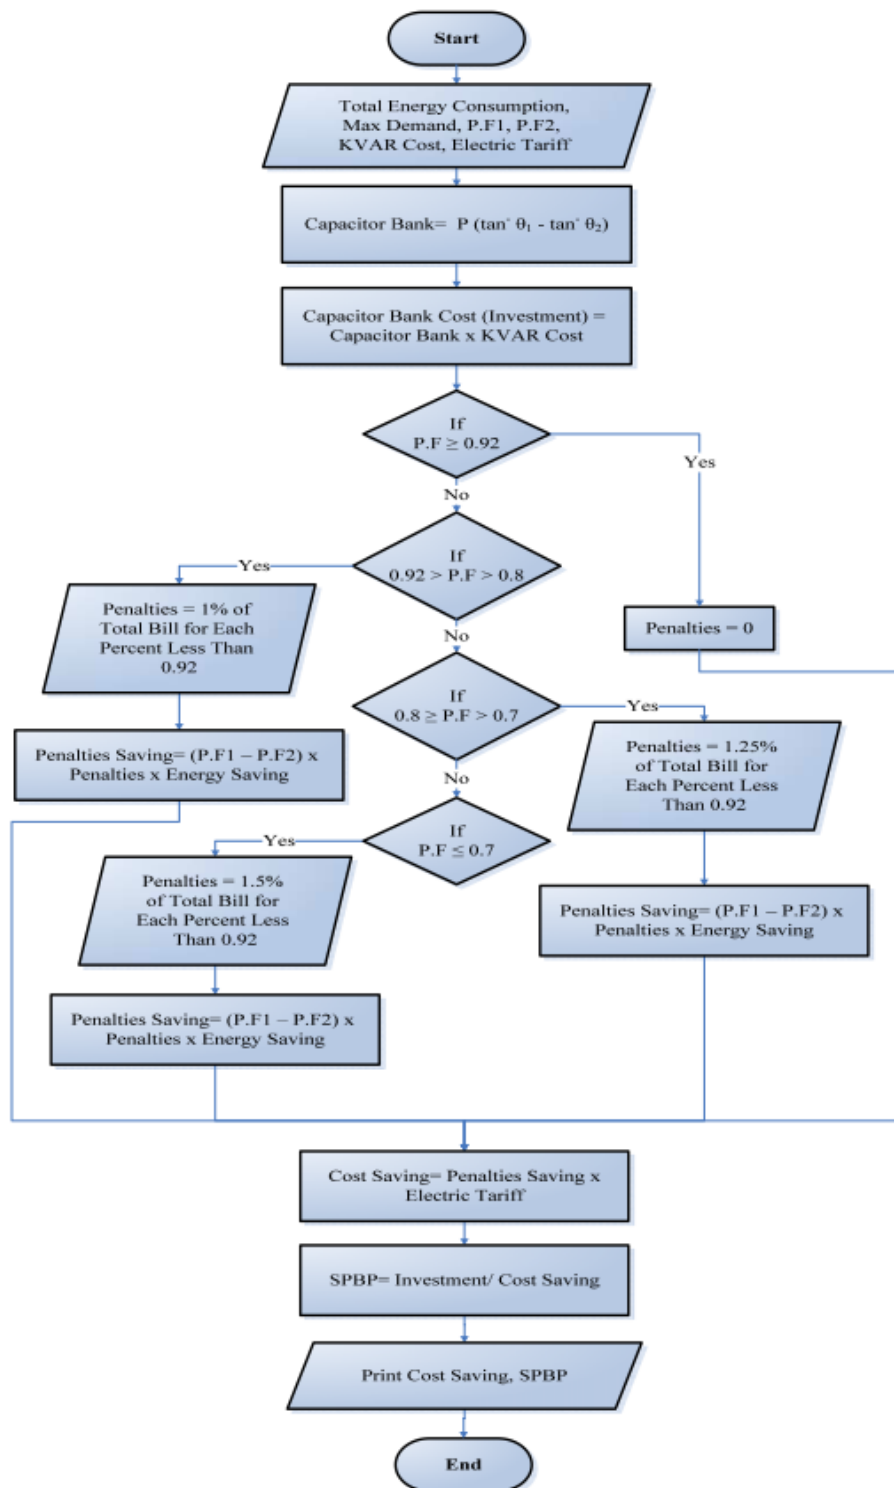 Start
Total Energy Consumption,
Max Demand, P.F1, P.F2,
KVAR Cost, Electric Tariff
Capacitor Bank= P (tan⁻ θ₁ - tan⁻ θ₂)
Capacitor Bank Cost (Investment) =
Capacitor Bank x KVAR Cost
If
P.F ≥ 0.92
Yes
No
If
0.92 > P.F > 0.8
Yes
Penalties = 1% of
Total Bill for Each
Percent Less Than
0.92
Penalties = 0
No
If
0.8 ≥ P.F > 0.7
Yes
Penalties = 1.25%
of Total Bill for
Each Percent Less
Than 0.92
Penalties Saving= (P.F1 – P.F2) x
Penalties x Energy Saving
No
If
P.F ≤ 0.7
Yes
Penalties = 1.5%
of Total Bill for
Each Percent Less
Than 0.92
Penalties Saving= (P.F1 – P.F2) x
Penalties x Energy Saving
Penalties Saving= (P.F1 – P.F2) x
Penalties x Energy Saving
Cost Saving= Penalties Saving x
Electric Tariff
SPBP= Investment/ Cost Saving
Print Cost Saving, SPBP
End